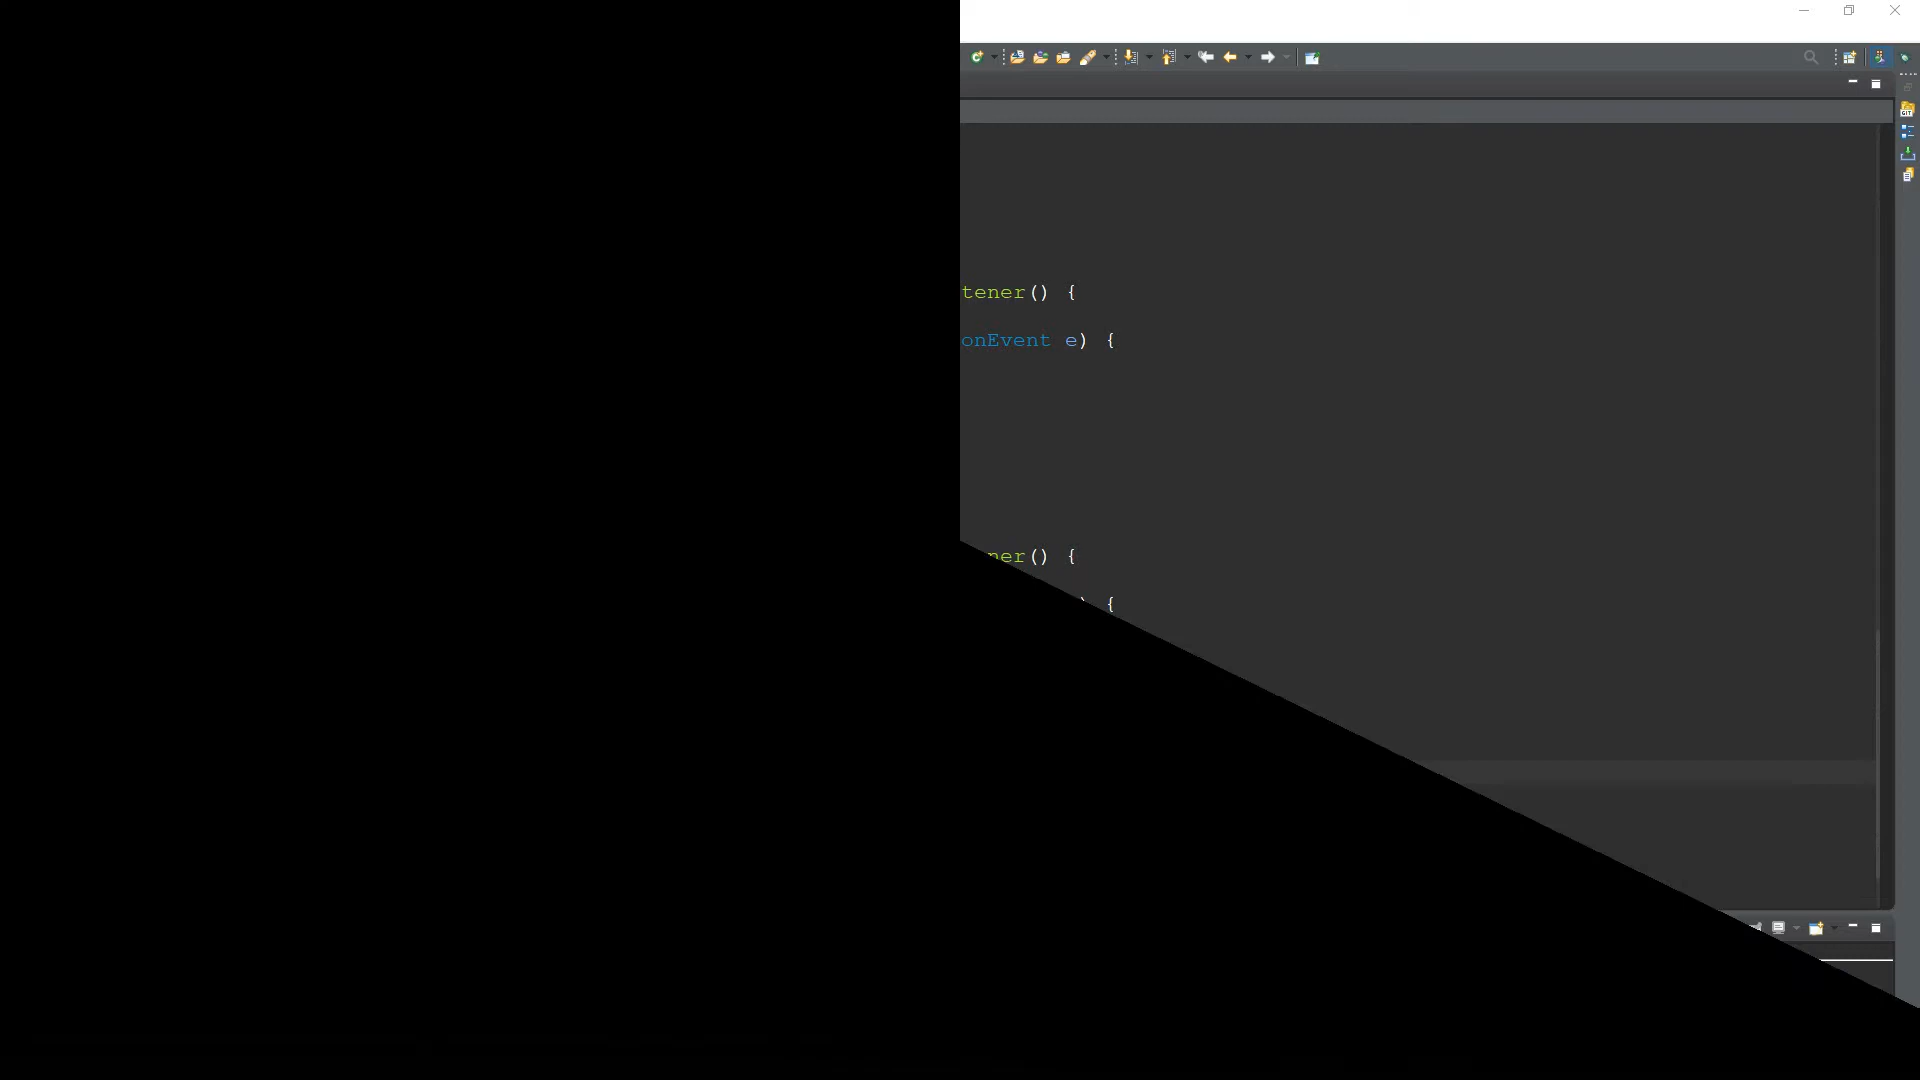 tener() {
onEvent e) {
ner() {
) {